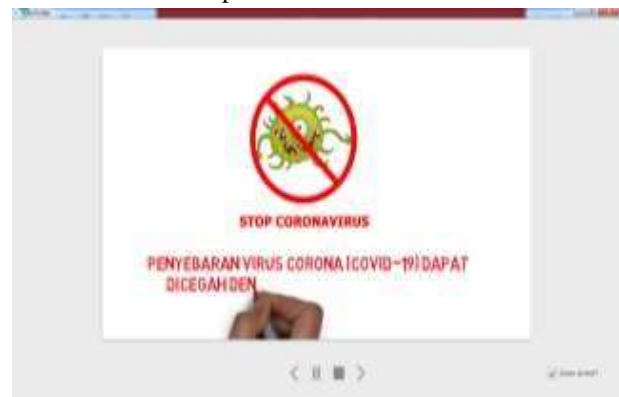 STOP CORONAVIRUS
PENYEBARAN VIRUS CORONA (COVID-19) DAPAT
DICEGAH DEN